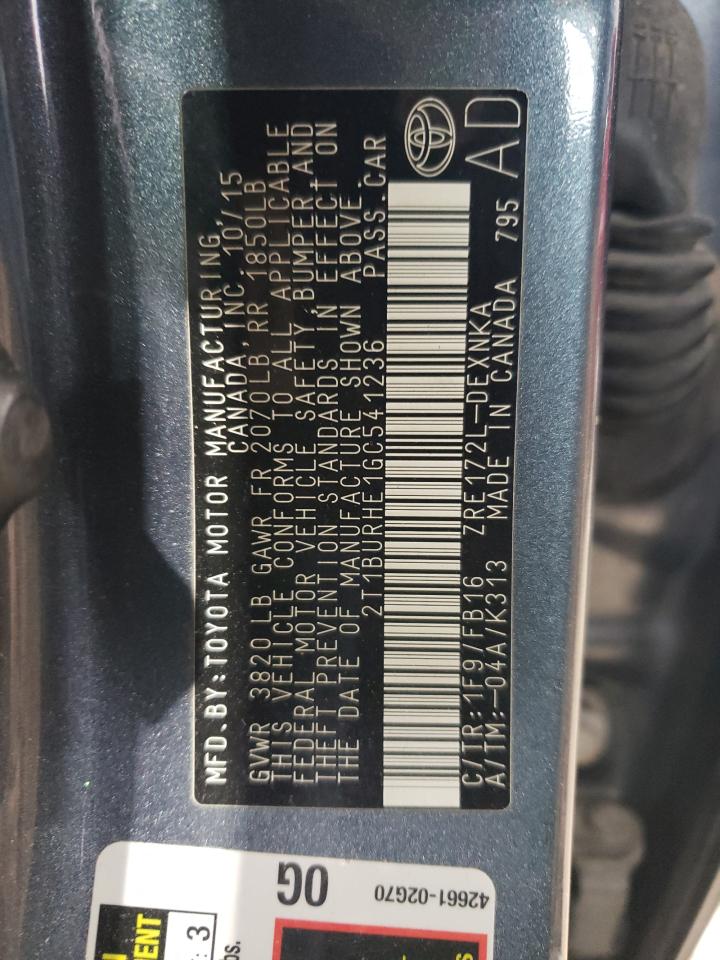 MFD.BY:TOYOTA MOTOR MANUFACTURING
CANADA,INC.10/15
GVWR 3820 LB GAWR FR 2070LB,RR 1850LB
THIS VEHICLE CONFORMS TO ALL APPLICABLE
FEDERAL MOTOR VEHICLE SAFETY,BUMPER,AND
THEFT PREVENTION STANDARDS IN EFFECT ON
THE DATE OF MANUFACTURE SHOWN ABOVE.
2T1BURHE1GC541236 PASS.CAR
C/TR:1F9/FB16 ZRE172L-DEXNKA
A/TM:-04A/K313 MADE IN CANADA 795 AD
0G
42661-02G70
3